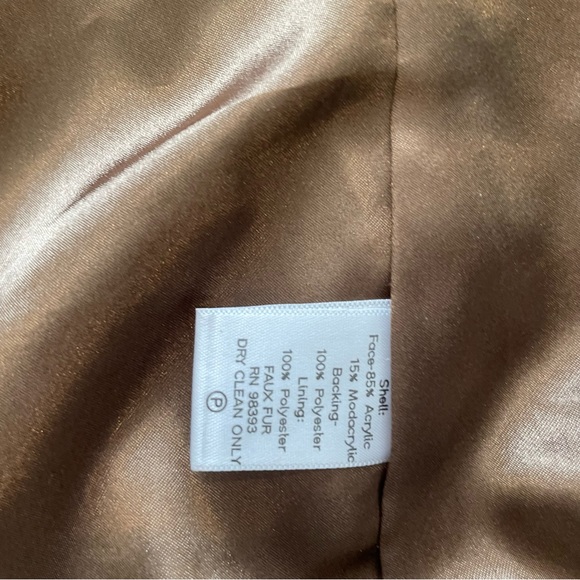 Shell:
Face-85% Acrylic
15% Modacrylic
Backing-
100% Polyester
Lining:
100% Polyester
FAUX FUR
RN 98393
DRY CLEAN ONLY
P